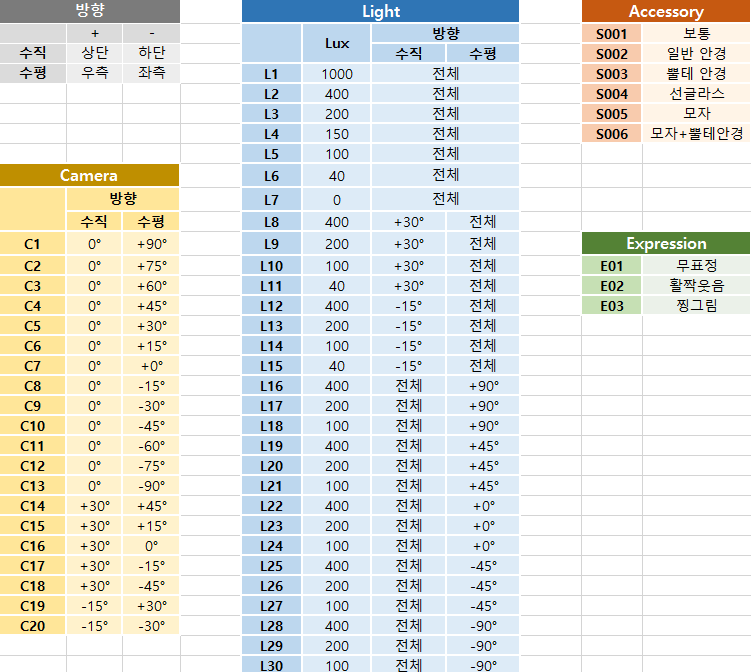 방향
+ -
수직 상단 하단
수평 우측 좌측
Camera
방향
수직 수평
C1 0° +90°
C2 0° +75°
C3 0° +60°
C4 0° +45°
C5 0° +30°
C6 0° +15°
C7 0° +0°
C8 0° -15°
C9 0° -30°
C10 0° -45°
C11 0° -60°
C12 0° -75°
C13 0° -90°
C14 +30° +45°
C15 +30° +15°
C16 +30° 0°
C17 +30° -15°
C18 +30° -45°
C19 -15° +30°
C20 -15° -30°
Light
Lux 방향
수직 수평
L1 1000 전체
L2 400 전체
L3 200 전체
L4 150 전체
L5 100 전체
L6 40 전체
L7 0 전체
L8 400 +30° 전체
L9 200 +30° 전체
L10 100 +30° 전체
L11 40 +30° 전체
L12 400 -15° 전체
L13 200 -15° 전체
L14 100 -15° 전체
L15 40 -15° 전체
L16 400 전체 +90°
L17 200 전체 +90°
L18 100 전체 +90°
L19 400 전체 +45°
L20 200 전체 +45°
L21 100 전체 +45°
L22 400 전체 +0°
L23 200 전체 +0°
L24 100 전체 +0°
L25 400 전체 -45°
L26 200 전체 -45°
L27 100 전체 -45°
L28 400 전체 -90°
L29 200 전체 -90°
L30 100 전체 -90°
Accessory
S001 보통
S002 일반 안경
S003 뿔테 안경
S004 선글라스
S005 모자
S006 모자+뿔테안경
Expression
E01 무표정
E02 활짝웃음
E03 찡그림